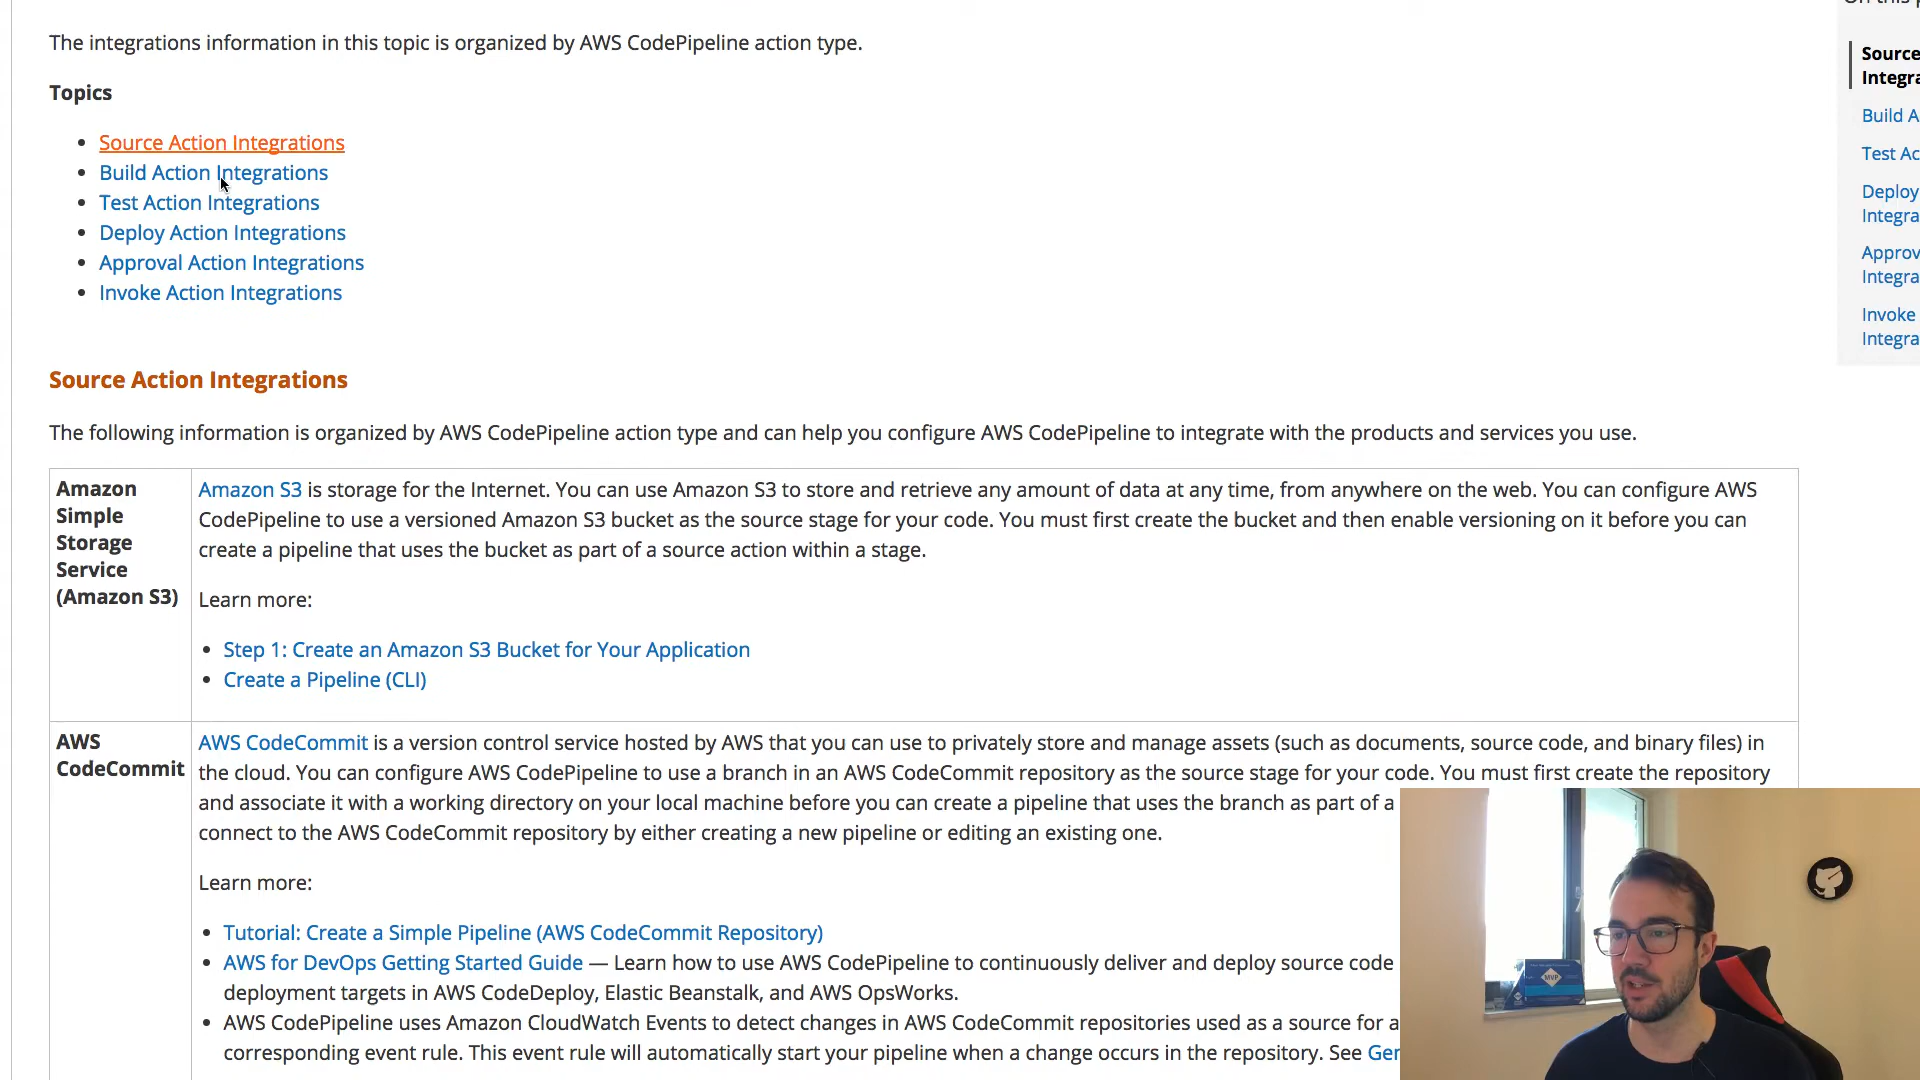 The integrations information in this topic is organized by AWS CodePipeline action type.
Topics
Source Action Integrations
Build Action Integrations
Test Action Integrations
Deploy Action Integrations
Approval Action Integrations
Invoke Action Integrations
Source Action Integrations
The following information is organized by AWS CodePipeline action type and can help you configure AWS CodePipeline to integrate with the products and services you use.
Amazon
Simple
Storage
Service
(Amazon S3)
Amazon S3 is storage for the Internet. You can use Amazon S3 to store and retrieve any amount of data at any time, from anywhere on the web. You can configure AWS
CodePipeline to use a versioned Amazon S3 bucket as the source stage for your code. You must first create the bucket and then enable versioning on it before you can
create a pipeline that uses the bucket as part of a source action within a stage.
Learn more:
Step 1: Create an Amazon S3 Bucket for Your Application
Create a Pipeline (CLI)
AWS
CodeCommit
AWS CodeCommit is a version control service hosted by AWS that you can use to privately store and manage assets (such as documents, source code, and binary files) in
the cloud. You can configure AWS CodePipeline to use a branch in an AWS CodeCommit repository as the source stage for your code. You must first create the repository
and associate it with a working directory on your local machine before you can create a pipeline that uses the branch as part of a
connect to the AWS CodeCommit repository by either creating a new pipeline or editing an existing one.
Learn more:
Tutorial: Create a Simple Pipeline (AWS CodeCommit Repository)
AWS for DevOps Getting Started Guide — Learn how to use AWS CodePipeline to continuously deliver and deploy source code
deployment targets in AWS CodeDeploy, Elastic Beanstalk, and AWS OpsWorks.
AWS CodePipeline uses Amazon CloudWatch Events to detect changes in AWS CodeCommit repositories used as a source for a
corresponding event rule. This event rule will automatically start your pipeline when a change occurs in the repository. See Ger
Source
Integra
Build A
Test Ac
Deploy
Integra
Approv
Integra
Invoke
Integra
MVP